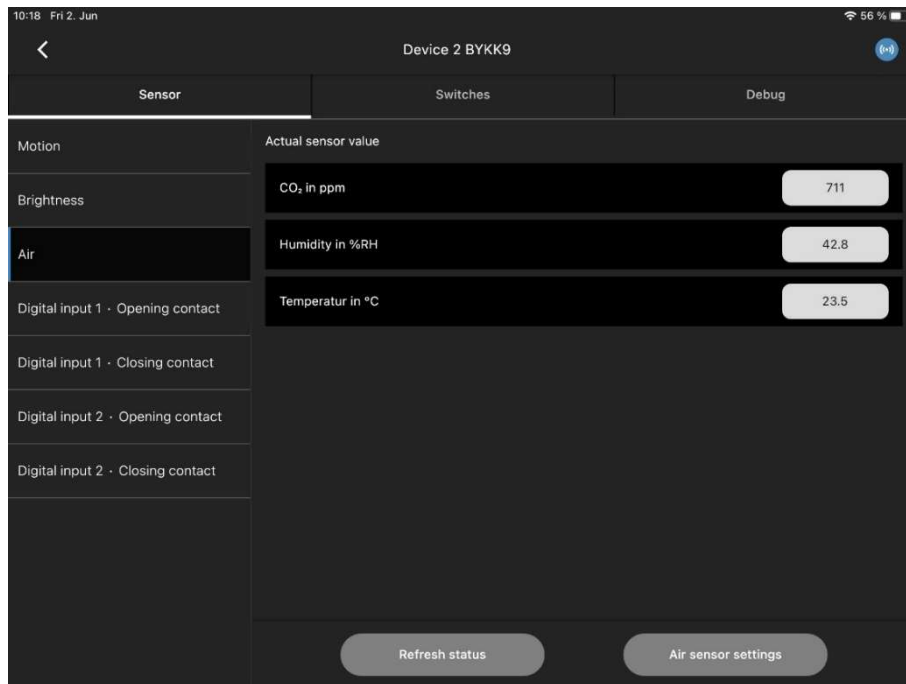 10:18 Fri 2. Jun
56 %
Device 2 BYKK9
Sensor
Switches
Debug
Motion
Brightness
Air
Digital input 1 · Opening contact
Digital input 1 · Closing contact
Digital input 2 · Opening contact
Digital input 2 · Closing contact
Actual sensor value
CO₂ in ppm
711
Humidity in %RH
42.8
Temperatur in °C
23.5
Refresh status
Air sensor settings